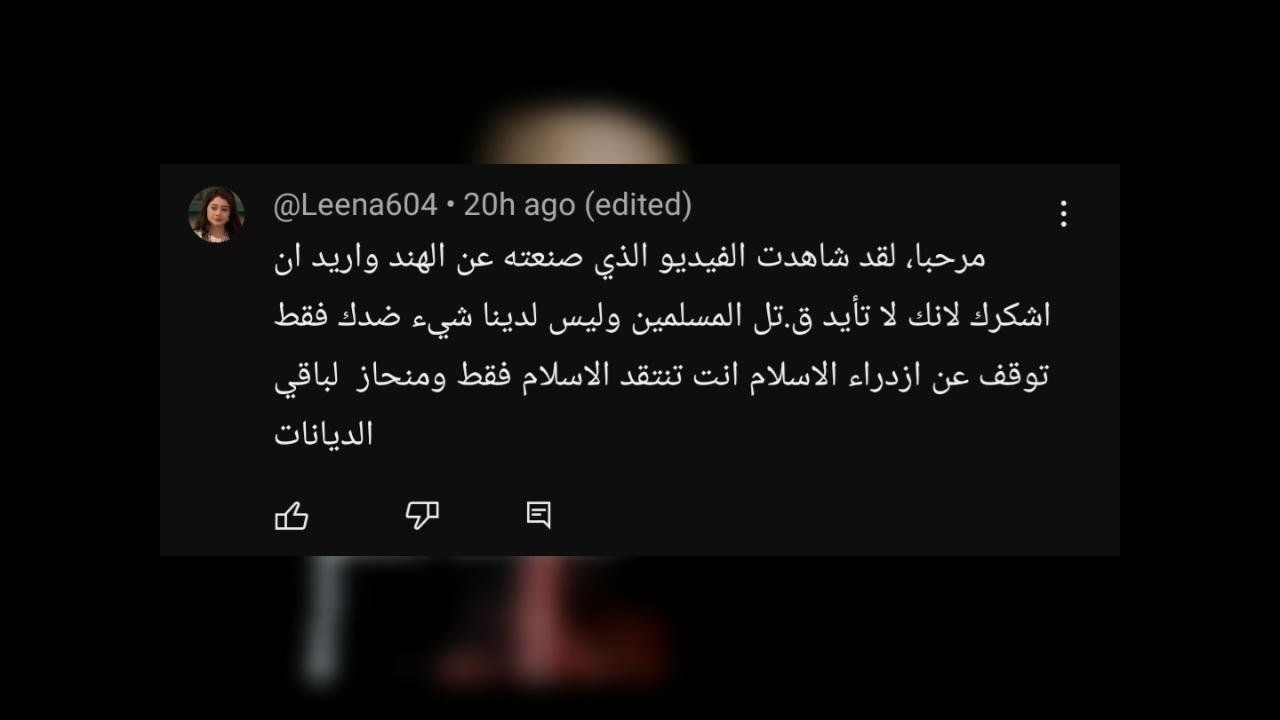 @Leena604 • 20h ago (edited)
مرحبا، لقد شاهدت الفيديو الذي صنعته عن الهند واريد ان
اشكرك لانك لا تأيد ق.تل المسلمين وليس لدينا شيء ضدك فقط
توقف عن ازدراء الاسلام انت تنتقد الاسلام فقط ومنحاز لباقي
الديانات